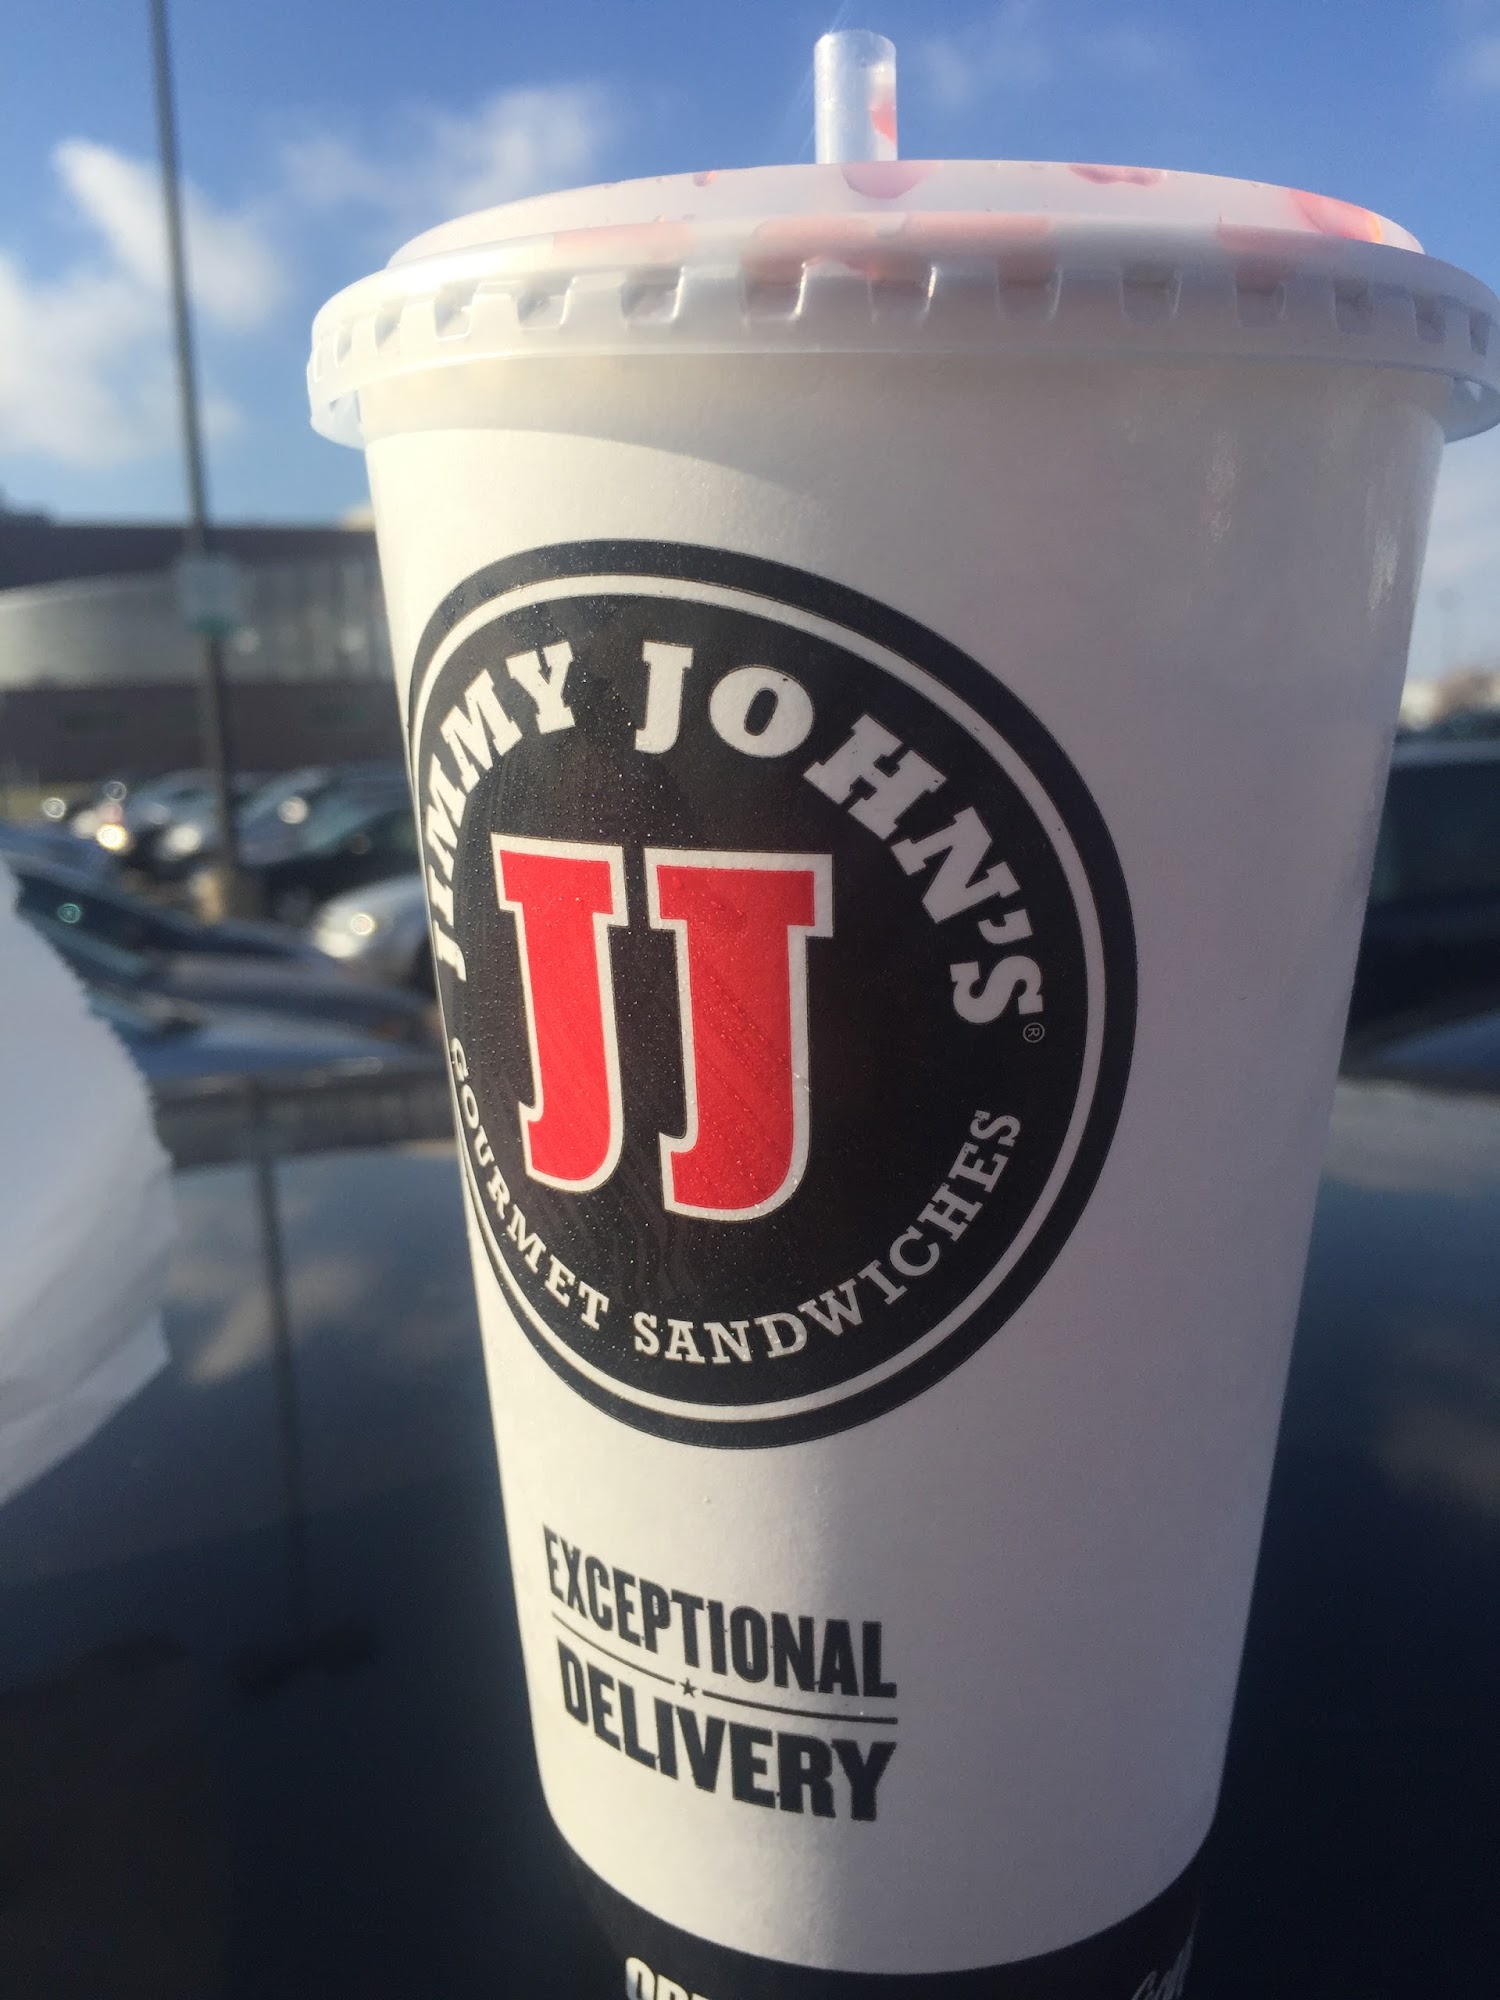 JIMMY JOHN'S®
JJ
GOURMET SANDWICHES
EXCEPTIONAL
DELIVERY